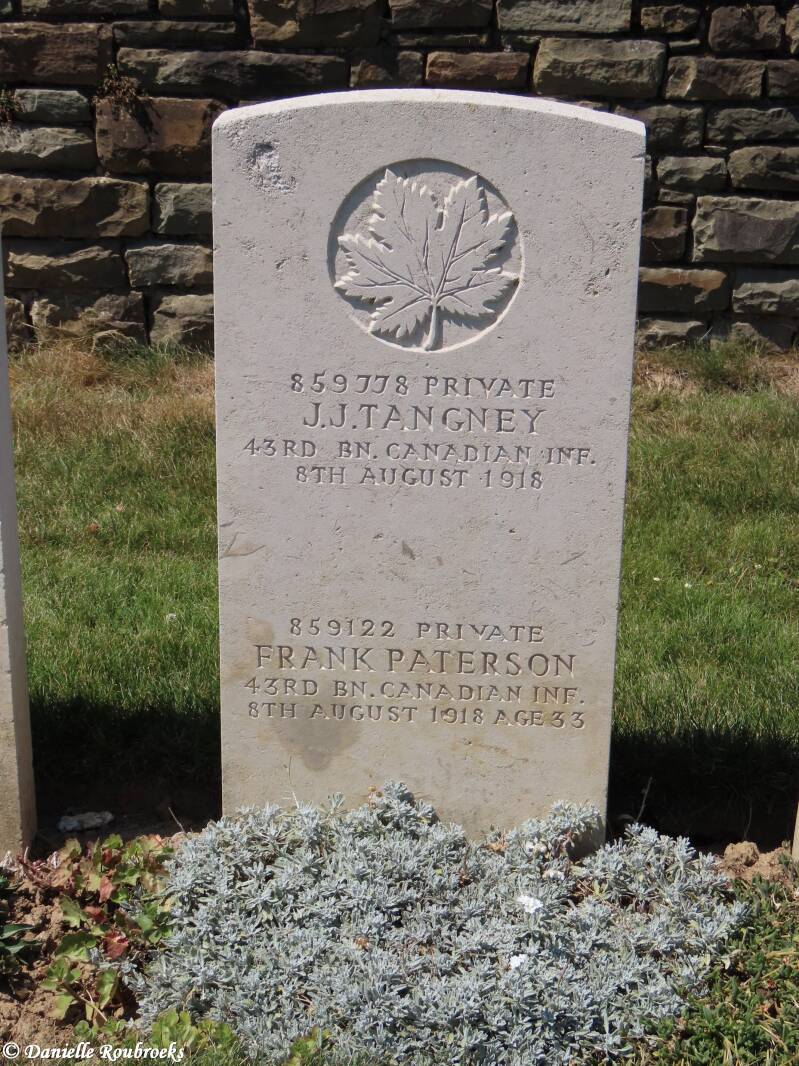 859778 PRIVATE
J.J. TANGNEY
43RD BN. CANADIAN INF.
8TH AUGUST 1918
859122 PRIVATE
FRANK PATERSON
43RD BN. CANADIAN INF.
8TH AUGUST 1918 AGE 33
© Danielle Roubroeks